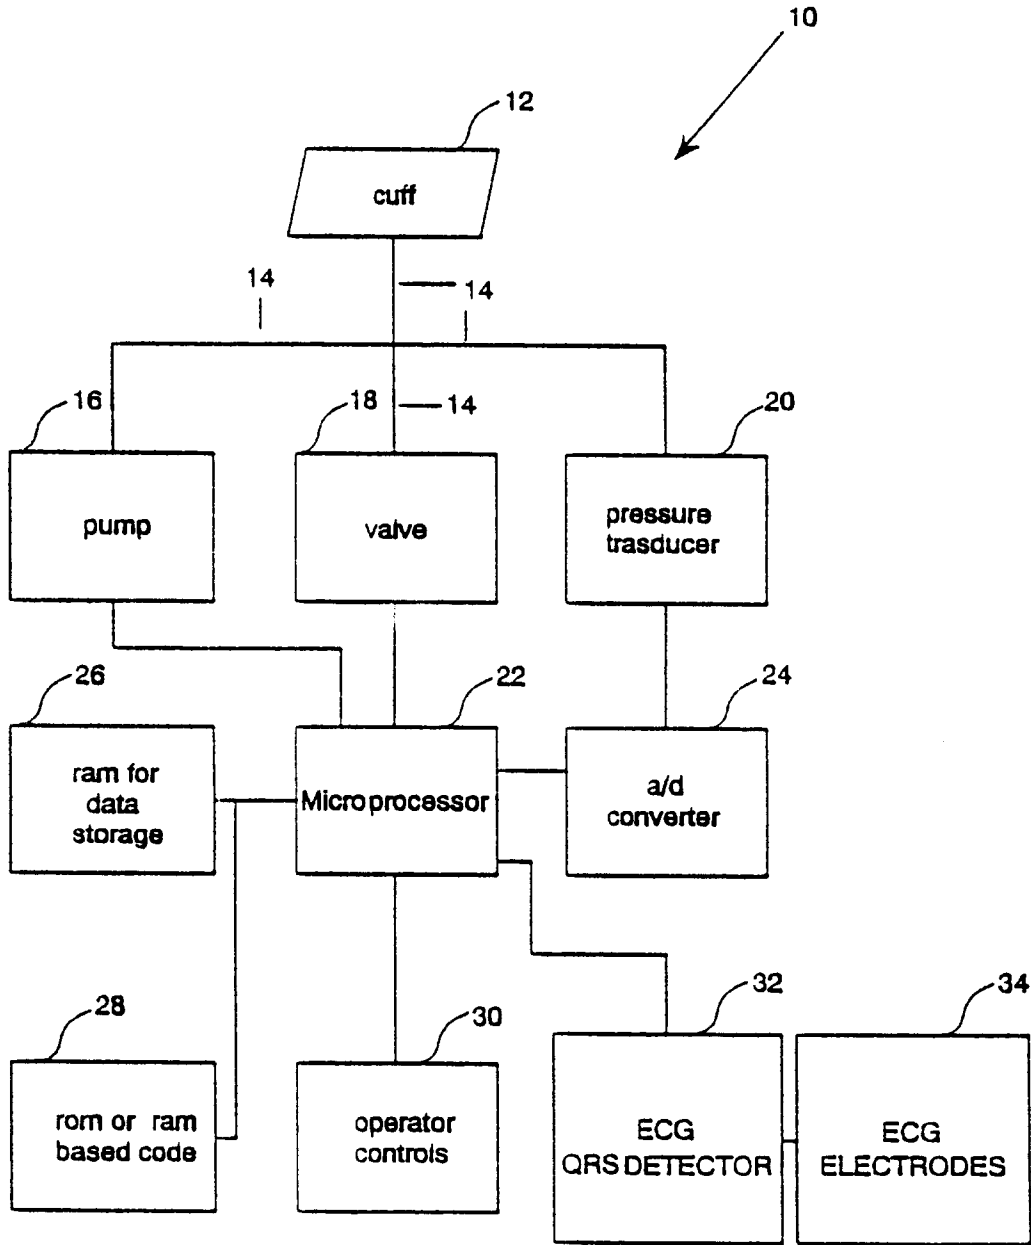 10
12
cuff
14
14
16
18
14
20
pump
valve
pressure
trasducer
26
22
24
ram for
data
storage
Microprocessor
a/d
converter
28
30
32
34
rom or ram
based code
operator
controls
ECG
QRS DETECTOR
ECG
ELECTRODES